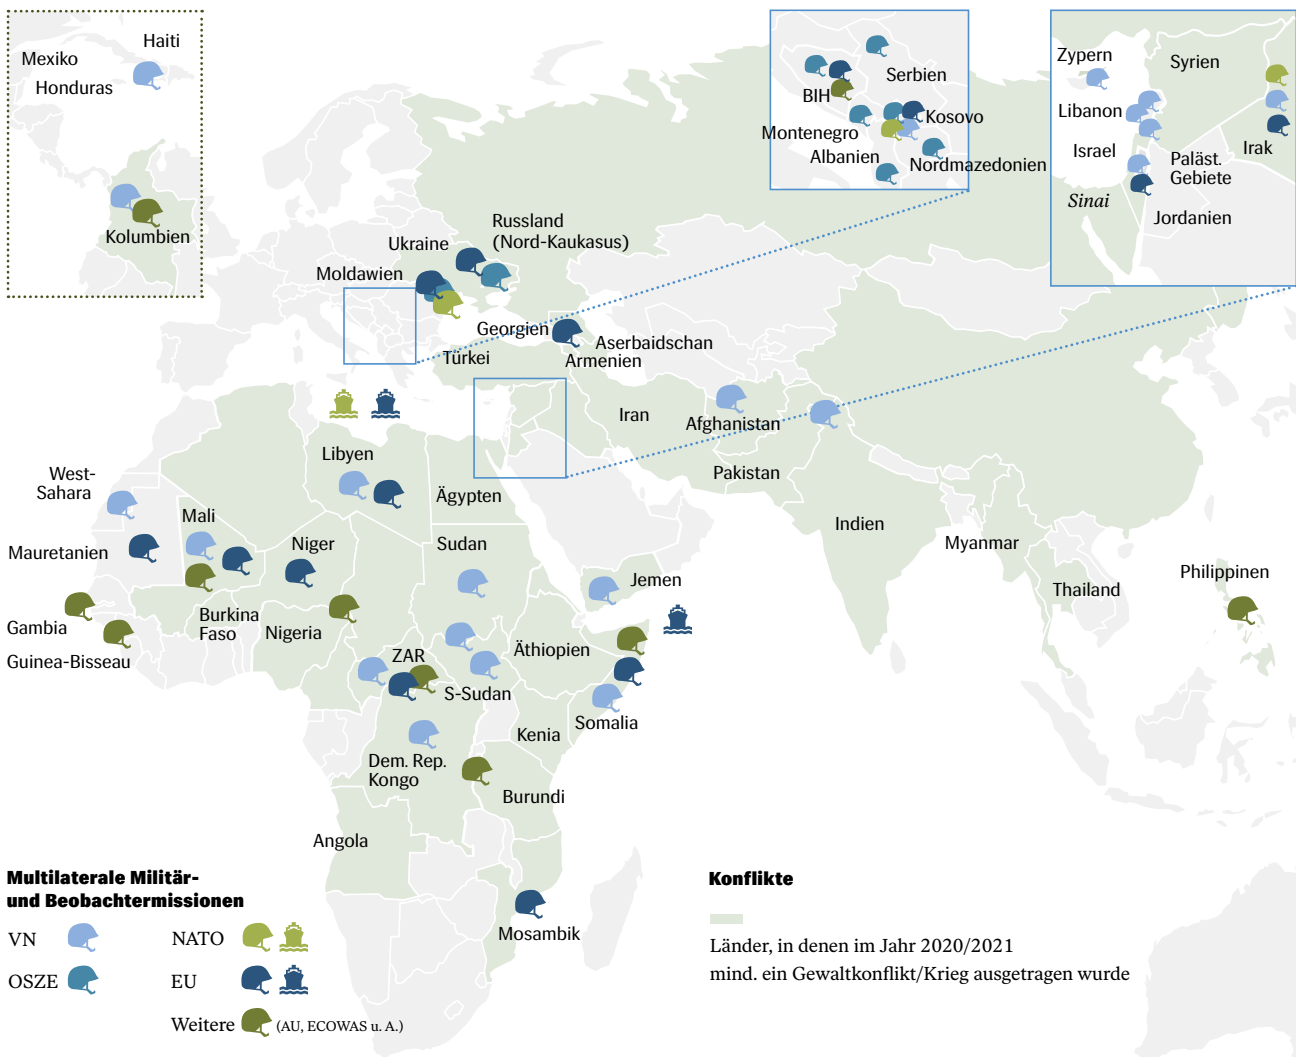 Haiti
Mexiko
Honduras
Kolumbien
Serbien
BIH
Kosovo
Montenegro
Albanien
Nordmazedonien
Zypern
Syrien
Libanon
Irak
Israel
Paläst.
Gebiete
Sinai
Jordanien
Russland
(Nord-Kaukasus)
Ukraine
Moldawien
Georgien
Aserbaidschan
Armenien
Türkei
Iran
Afghanistan
Pakistan
Libyen
Ägypten
West-
Sahara
Mali
Mauretanien
Niger
Sudan
Indien
Myanmar
Jemen
Thailand
Philippinen
Gambia
Burkina
Faso
Nigeria
Guinea-Bissau
ZAR
Äthiopien
S-Sudan
Somalia
Kenia
Dem. Rep.
Kongo
Burundi
Angola
Mosambik
Multilaterale Militär-
und Beobachtermissionen
VN
NATO
OSZE
EU
Weitere (AU, ECOWAS u. A.)
Konflikte
Länder, in denen im Jahr 2020/2021
mind. ein Gewaltkonflikt/Krieg ausgetragen wurde